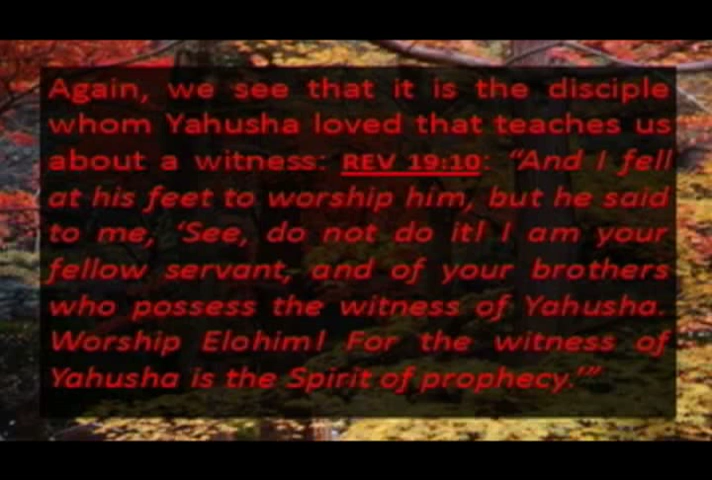 Again, we see that it is the disciple
whom Yahusha loved that teaches us
about a witness: REV 19:10: “And I fell
at his feet to worship him, but he said
to me, ‘See, do not do it! I am your
fellow servant, and of your brothers
who possess the witness of Yahusha.
Worship Elohim! For the witness of
Yahusha is the Spirit of prophecy.’”